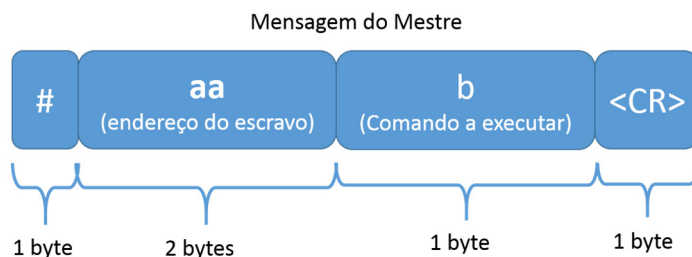 Mensagem do Mestre
# aa b <CR>
(endereço do escravo) (Comando a executar)
1 byte 2 bytes 1 byte 1 byte